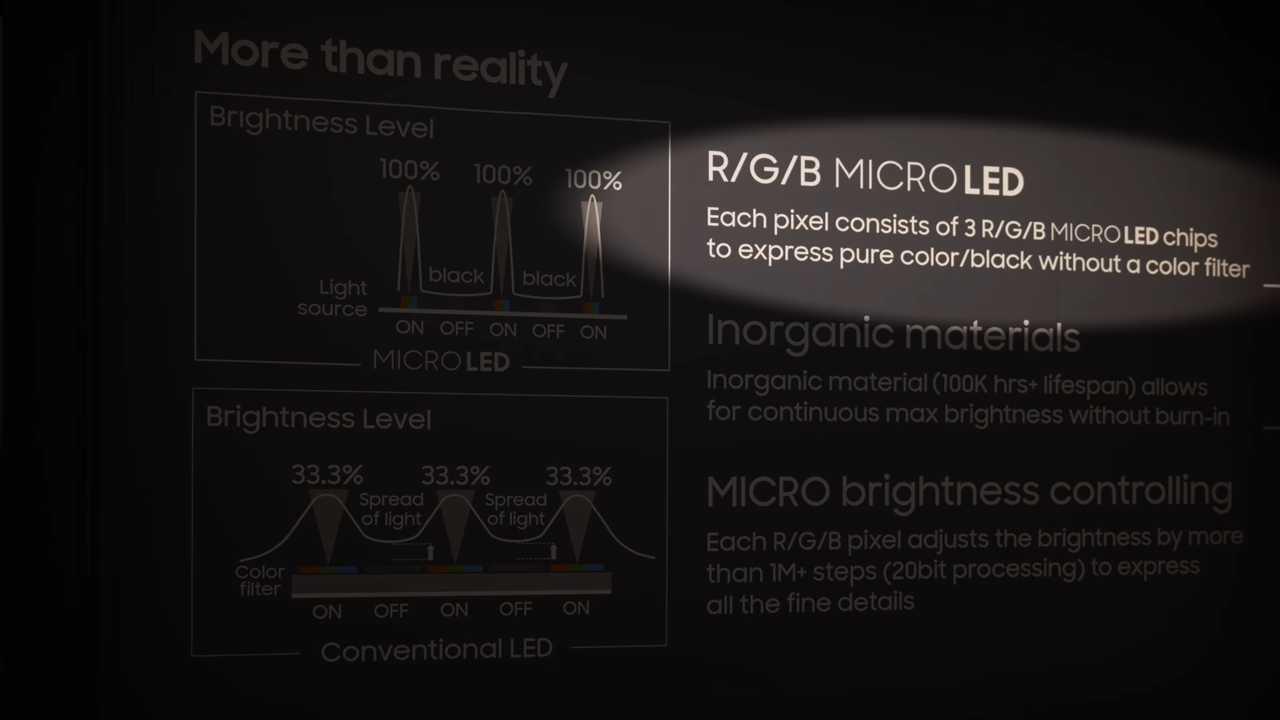 More than reality
Brightness Level
100% 100% 100%
black black
Light
source
ON OFF ON OFF ON
MICRO LED
Brightness Level
33.3% 33.3% 33.3%
Spread
of light
Spread
of light
Color
filter
ON OFF ON OFF ON
Conventional LED
R/G/B MICRO LED
Each pixel consists of 3 R/G/B MICRO LED chips
to express pure color/black without a color filter
Inorganic materials
Inorganic material (100K hrs+ lifespan) allows
for continuous max brightness without burn-in
MICRO brightness controlling
Each R/G/B pixel adjusts the brightness by more
than 1M+ steps (20bit processing) to express
all the fine details